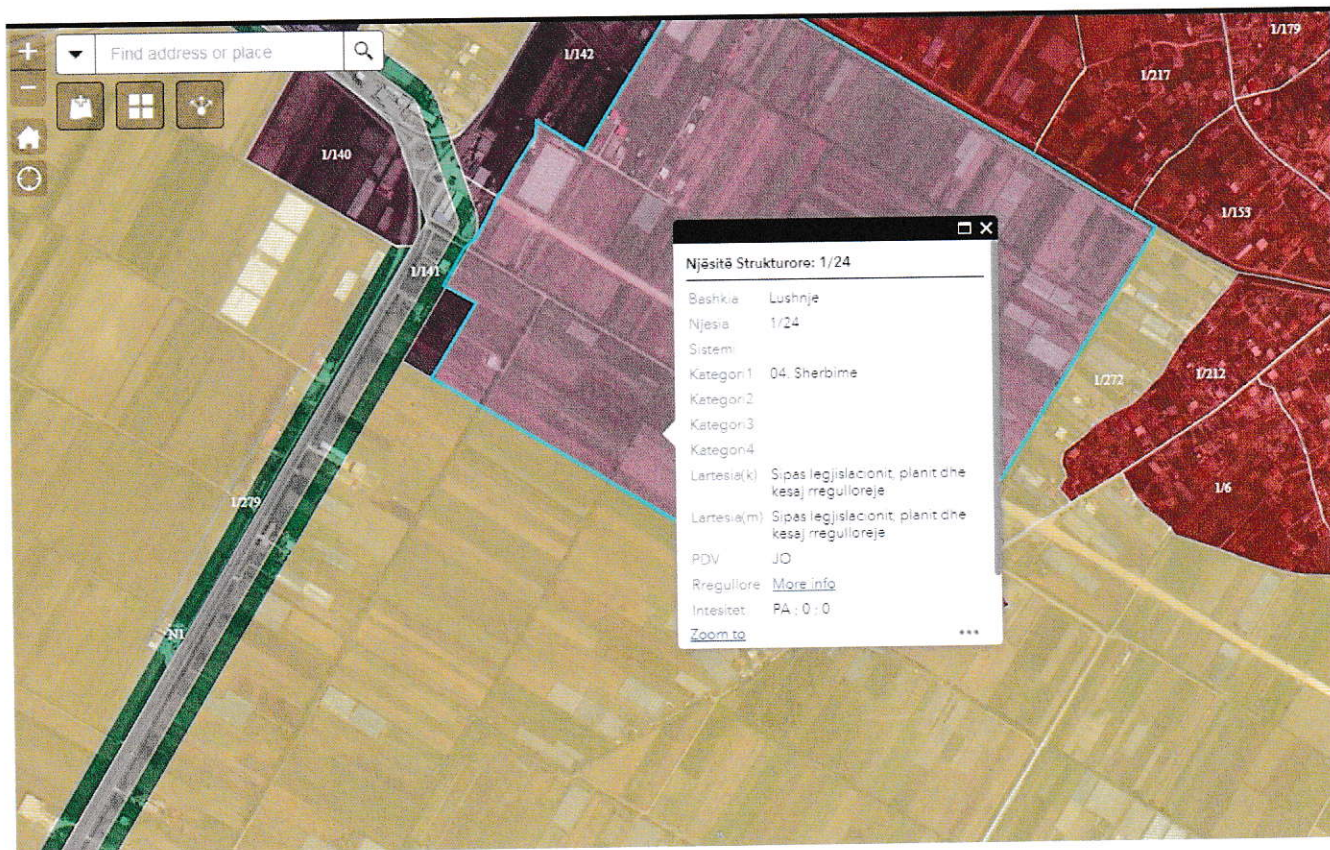 +
Find address or place
−
1/142
1/179
1/217
1/140
1/153
1/141
Njësitë Strukturore: 1/24
Bashkia Lushnje
Njesia 1/24
Sistem
Kategori1 04. Sherbime
Kategori2
Kategori3
Kategori4
Lartesia(k) Sipas legjislacionit, planit dhe
kesaj rregulloreje
Lartesia(m) Sipas legjislacionit, planit dhe
kesaj rregulloreje
PDV JO
Rregullore More info
Intesitet PA : 0 : 0
Zoom to
1/272
1/212
1/6
1/279
N1